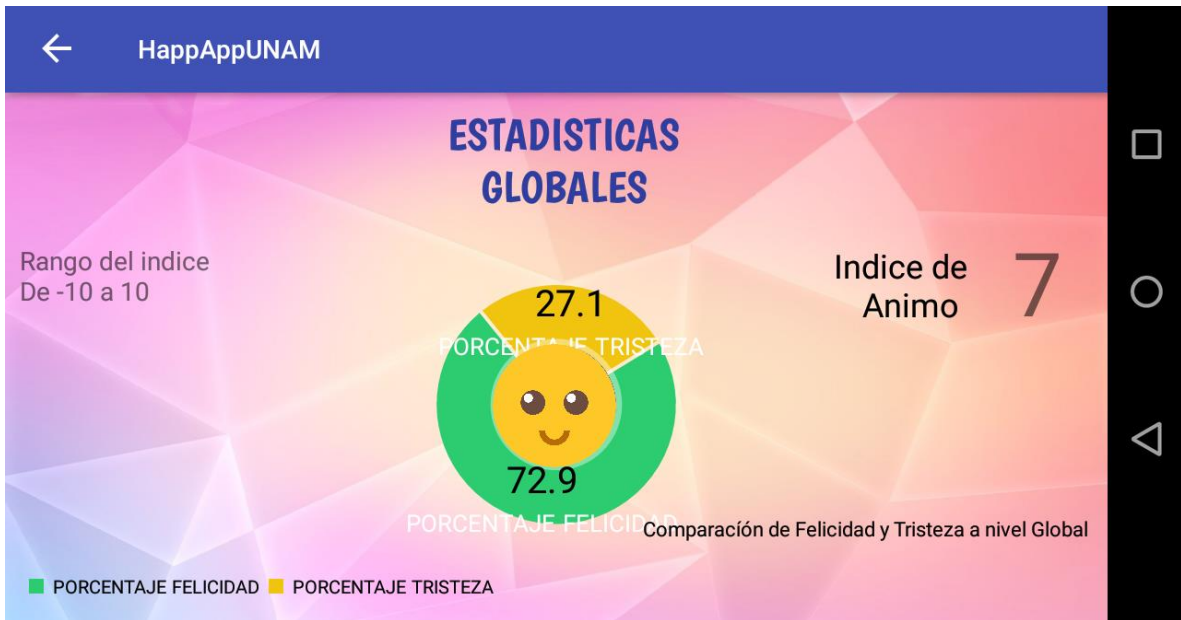 HappAppUNAM
ESTADISTICAS
GLOBALES
Rango del indice
De -10 a 10
Indice de
Animo
7
27.1
PORCENTAJE TRISTEZA
72.9
PORCENTAJE FELICIDAD
Comparación de Felicidad y Tristeza a nivel Global
PORCENTAJE FELICIDAD PORCENTAJE TRISTEZA